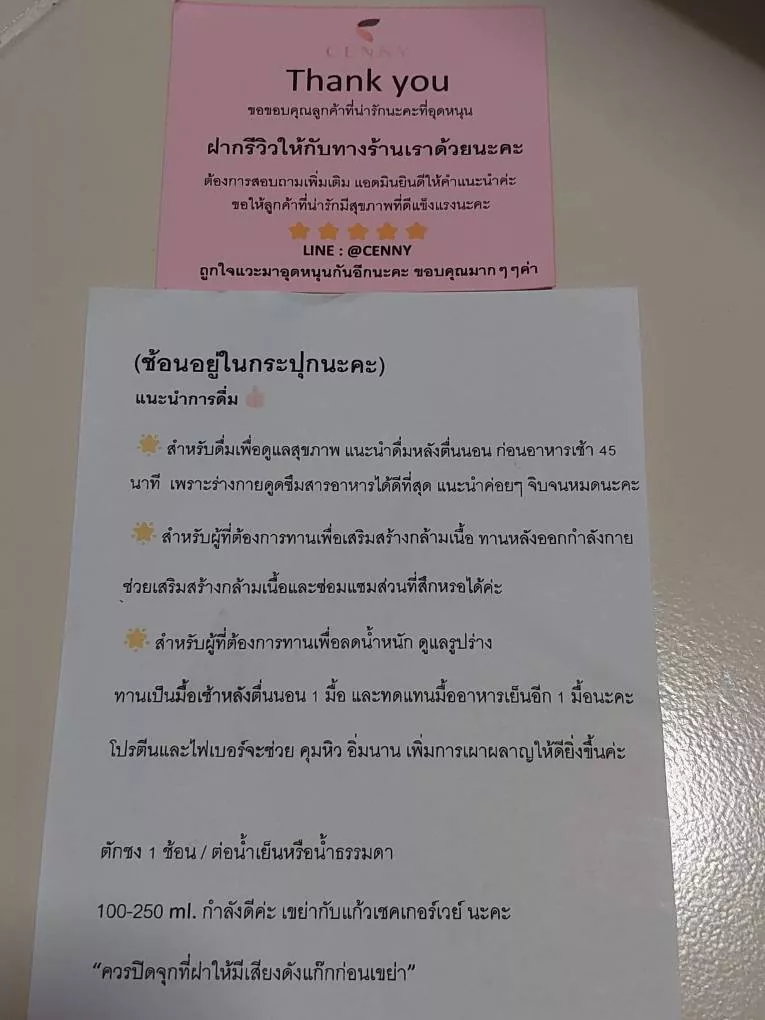 CENNY
Thank you
ขอขอบคุณลูกค้าที่น่ารักนะคะที่อุดหนุน
ฝากรีวิวให้กับทางร้านเราด้วยนะคะ
ต้องการสอบถามเพิ่มเติม แอดมินยินดีให้คำแนะนำค่ะ
ขอให้ลูกค้าที่น่ารักมีสุขภาพที่ดีแข็งแรงนะคะ
LINE : @CENNY
ถูกใจแวะมาอุดหนุนกันอีกนะคะ ขอบคุณมากๆๆค่า
(ช้อนอยู่ในกระปุกนะคะ)
แนะนำการดื่ม
สำหรับดื่มเพื่อดูแลสุขภาพ แนะนำดื่มหลังตื่นนอน ก่อนอาหารเช้า 45
นาที เพราะร่างกายดูดซึมสารอาหารได้ดีที่สุด แนะนำค่อยๆ จิบจนหมดนะคะ
สำหรับผู้ที่ต้องการทานเพื่อเสริมสร้างกล้ามเนื้อ ทานหลังออกกำลังกาย
ช่วยเสริมสร้างกล้ามเนื้อและซ่อมแซมส่วนที่สึกหรอได้ค่ะ
สำหรับผู้ที่ต้องการทานเพื่อลดน้ำหนัก ดูแลรูปร่าง
ทานเป็นมื้อเช้าหลังตื่นนอน 1 มื้อ และทดแทนมื้ออาหารเย็นอีก 1 มื้อนะคะ
โปรตีนและไฟเบอร์จะช่วย คุมหิว อิ่มนาน เพิ่มการเผาผลาญให้ดียิ่งขึ้นค่ะ
ตักชง 1 ช้อน / ต่อน้ำเย็นหรือน้ำธรรมดา
100-250 ml. กำลังดีค่ะ เขย่ากับแก้วเชคเกอร์เวย์ นะคะ
“ควรปิดจุกที่ฝาให้มีเสียงดังแก๊กก่อนเขย่า”